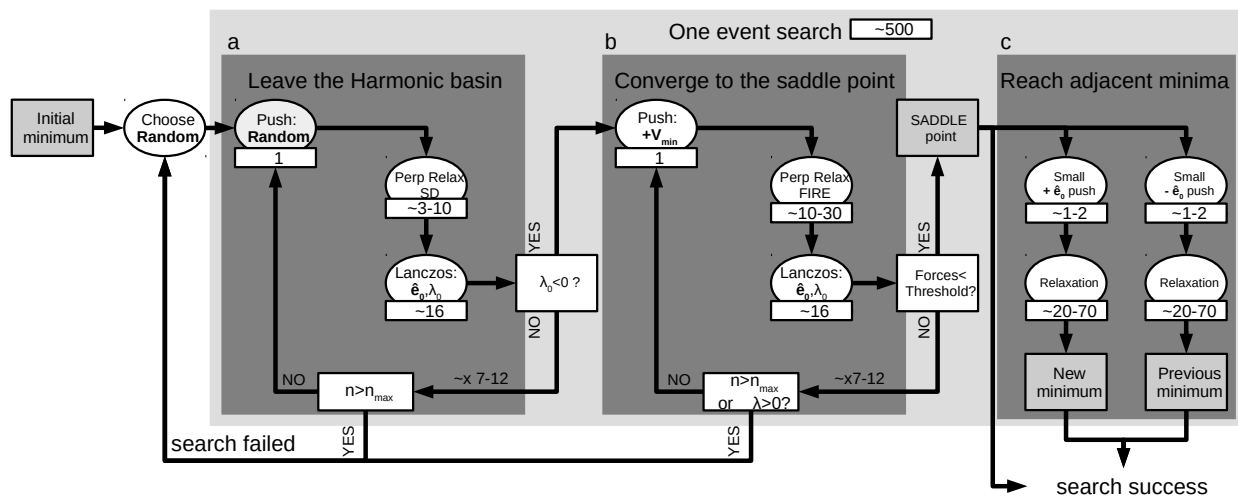 One event search ~500
a
Leave the Harmonic basin
b
Converge to the saddle point
c
Reach adjacent minima
Initial
minimum
Choose
Random
Push:
Random
1
Perp Relax
SD
~3-10
Lanczos:
ê₀,λ₀
~16
λ₀<0 ?
YES
NO
~x 7-12
n>nmax
NO
YES
Push:
+Vmin
1
Perp Relax
FIRE
~10-30
Lanczos:
ê₀,λ₀
~16
Forces<
Threshold?
YES
NO
~x7-12
n>nmax
or λ>0?
NO
YES
SADDLE
point
Small
+ ê₀ push
~1-2
Relaxation
~20-70
New
minimum
Small
- ê₀ push
~1-2
Relaxation
~20-70
Previous
minimum
search failed
search success